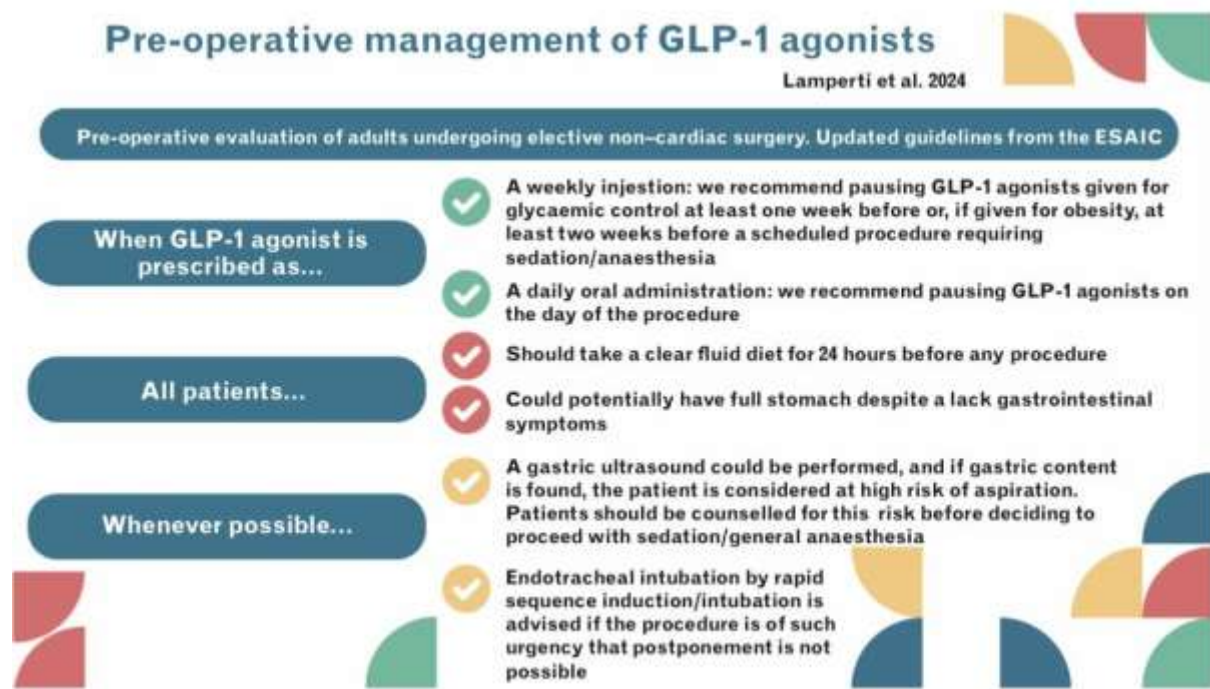 Pre-operative management of GLP-1 agonists
Lamperti et al. 2024
Pre-operative evaluation of adults undergoing elective non–cardiac surgery. Updated guidelines from the ESAIC
When GLP-1 agonist is
prescribed as...
A weekly injestion: we recommend pausing GLP-1 agonists given for
glycaemic control at least one week before or, if given for obesity, at
least two weeks before a scheduled procedure requiring
sedation/anaesthesia
A daily oral administration: we recommend pausing GLP-1 agonists on
the day of the procedure
All patients...
Should take a clear fluid diet for 24 hours before any procedure
Could potentially have full stomach despite a lack gastrointestinal
symptoms
Whenever possible...
A gastric ultrasound could be performed, and if gastric content
is found, the patient is considered at high risk of aspiration.
Patients should be counselled for this risk before deciding to
proceed with sedation/general anaesthesia
Endotracheal intubation by rapid
sequence induction/intubation is
advised if the procedure is of such
urgency that postponement is not
possible